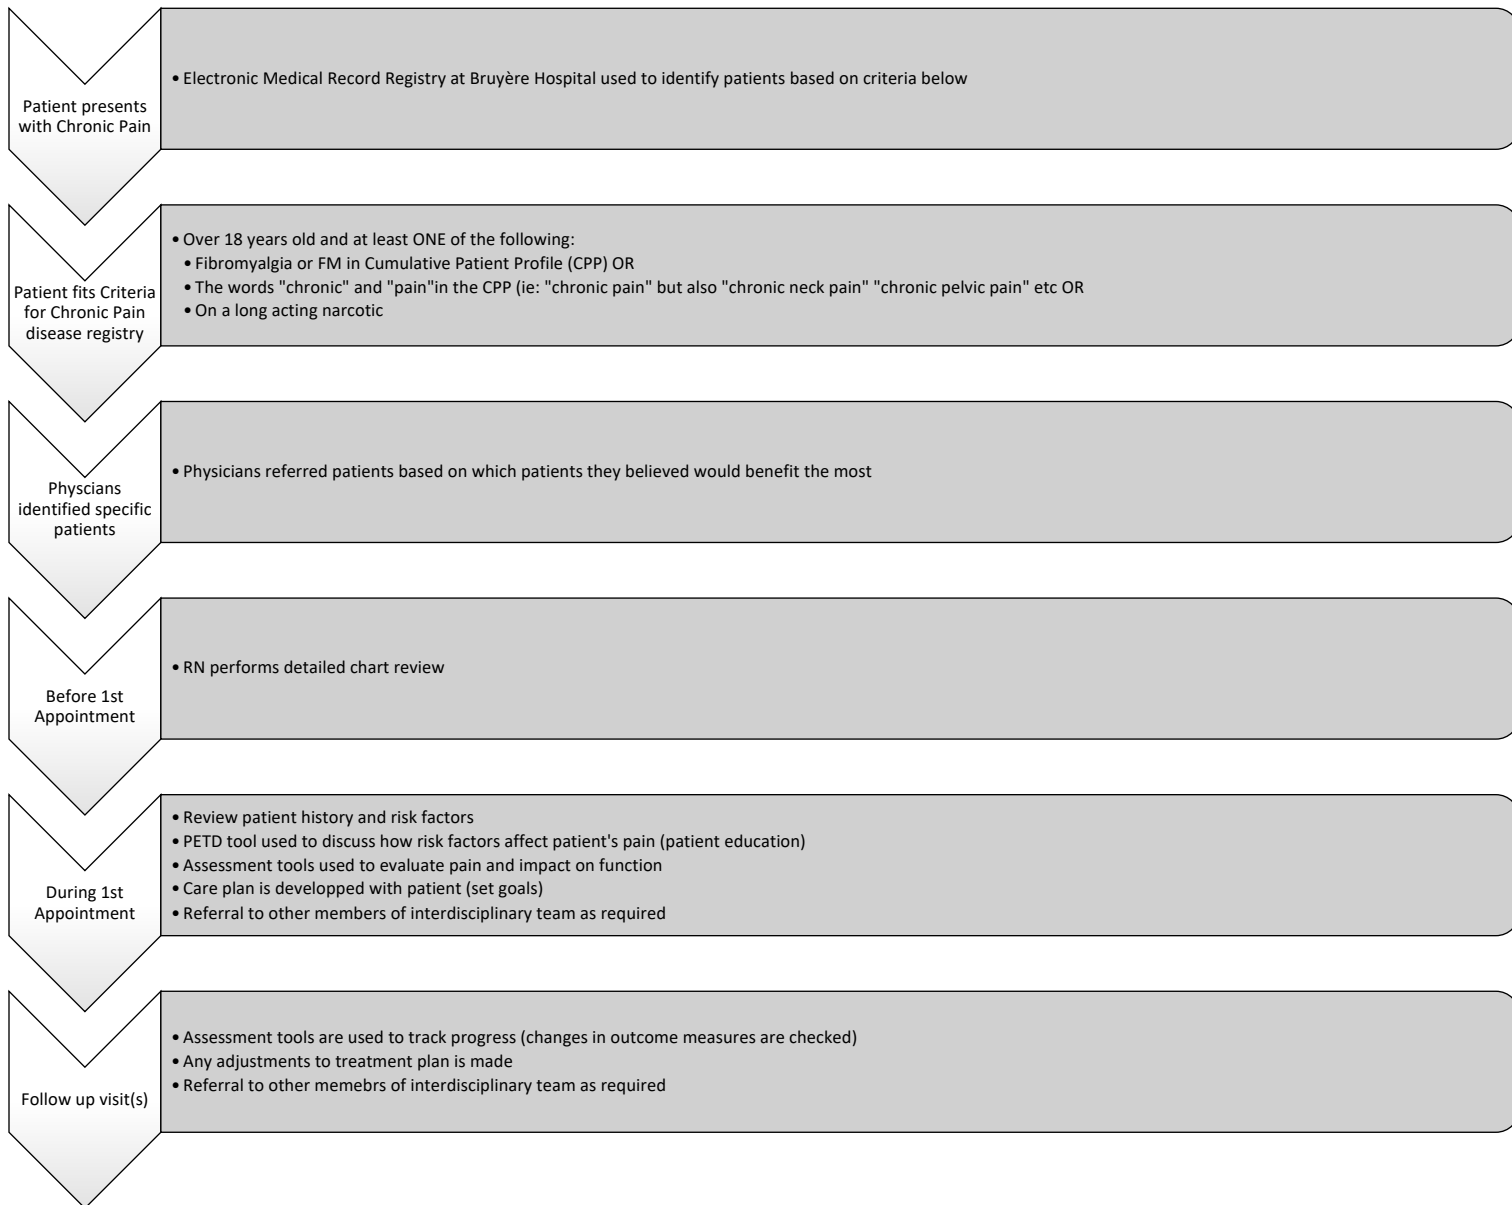 Patient presents
with Chronic Pain
• Electronic Medical Record Registry at Bruyère Hospital used to identify patients based on criteria below
Patient fits Criteria
for Chronic Pain
disease registry
• Over 18 years old and at least ONE of the following:
• Fibromyalgia or FM in Cumulative Patient Profile (CPP) OR
• The words "chronic" and "pain"in the CPP (ie: "chronic pain" but also "chronic neck pain" "chronic pelvic pain" etc OR
• On a long acting narcotic
Physcians
identified specific
patients
• Physicians referred patients based on which patients they believed would benefit the most
Before 1st
Appointment
• RN performs detailed chart review
During 1st
Appointment
• Review patient history and risk factors
• PETD tool used to discuss how risk factors affect patient's pain (patient education)
• Assessment tools used to evaluate pain and impact on function
• Care plan is developped with patient (set goals)
• Referral to other members of interdisciplinary team as required
Follow up visit(s)
• Assessment tools are used to track progress (changes in outcome measures are checked)
• Any adjustments to treatment plan is made
• Referral to other memebrs of interdisciplinary team as required